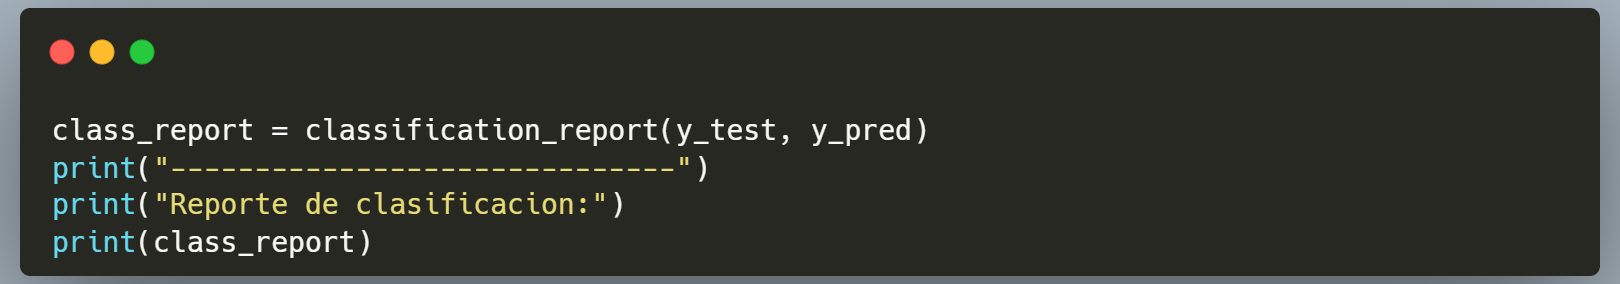 class_report = classification_report(y_test, y_pred)
print("------------------------------")
print("Reporte de clasificacion:")
print(class_report)